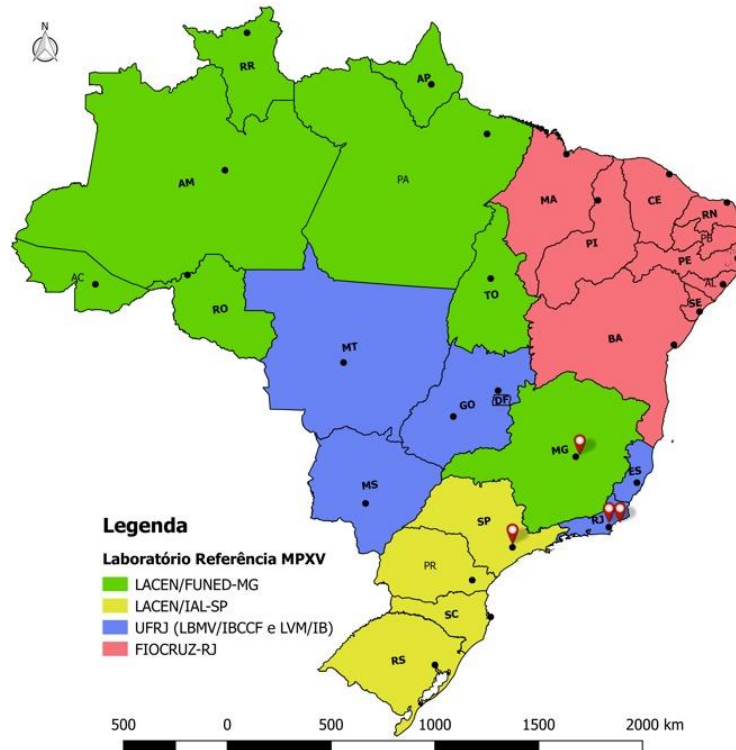 N
RR
AP
AM
PA
MA
CE
RN
PB
PI
PE
AC
AL
TO
SE
RO
BA
MT
GO
DF
MG
MS
ES
SP
RJ
PR
SC
RS
Legenda
Laboratório Referência MPXV
LACEN/FUNED-MG
LACEN/IAL-SP
UFRJ (LBMV/IBCCF e LVM/IB)
FIOCRUZ-RJ
500 0 500 1000 1500 2000 km